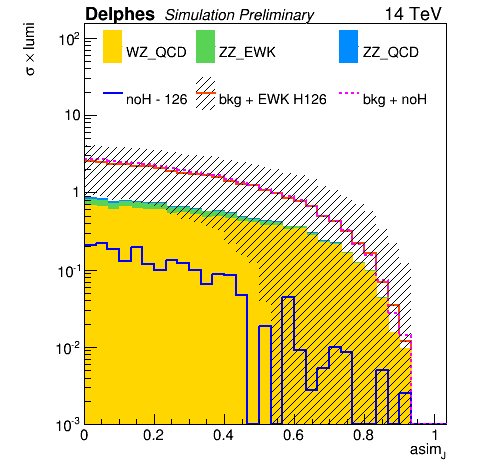 Delphes Simulation Preliminary 14 TeV
σ × lumi
WZ_QCD ZZ_EWK ZZ_QCD
noH - 126 bkg + EWK H126 bkg + noH
10²
10
1
10⁻¹
10⁻²
10⁻³
0 0.2 0.4 0.6 0.8 1
asim_J